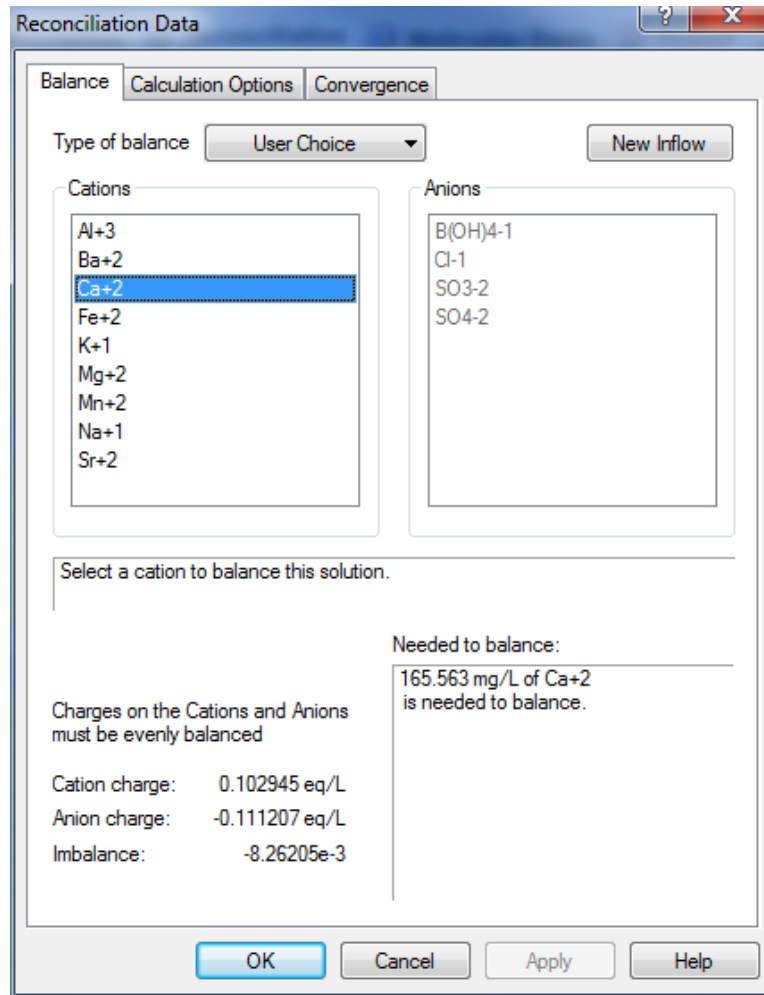 Reconciliation Data
?
X
Balance
Calculation Options
Convergence
Type of balance
User Choice
New Inflow
Cations
Al+3
Ba+2
Ca+2
Fe+2
K+1
Mg+2
Mn+2
Na+1
Sr+2
Anions
B(OH)4-1
Cl-1
SO3-2
SO4-2
Select a cation to balance this solution.
Charges on the Cations and Anions
must be evenly balanced
Cation charge: 0.102945 eq/L
Anion charge: -0.111207 eq/L
Imbalance: -8.26205e-3
Needed to balance:
165.563 mg/L of Ca+2
is needed to balance.
OK
Cancel
Apply
Help